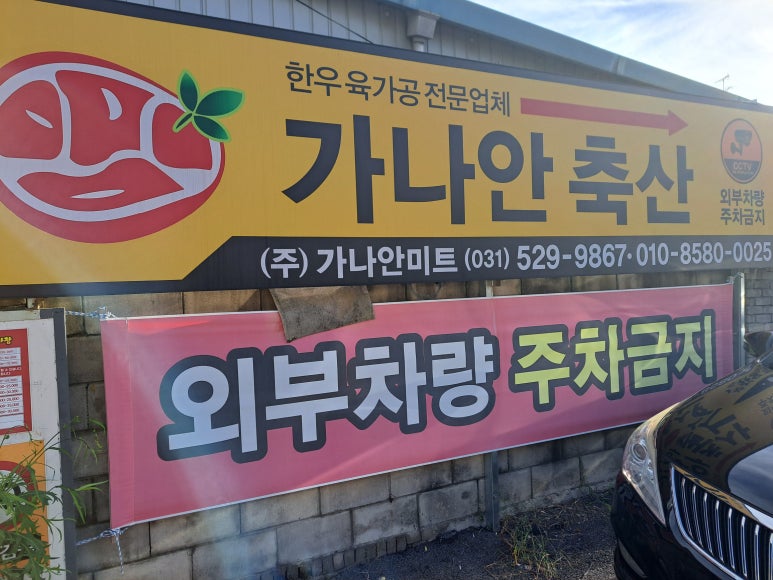 한우 육가공 전문업체
가나안 축산
CCTV
외부차량
주차금지
(주) 가나안미트 (031) 529-9867·010-8580-0025
외부차량 주차금지